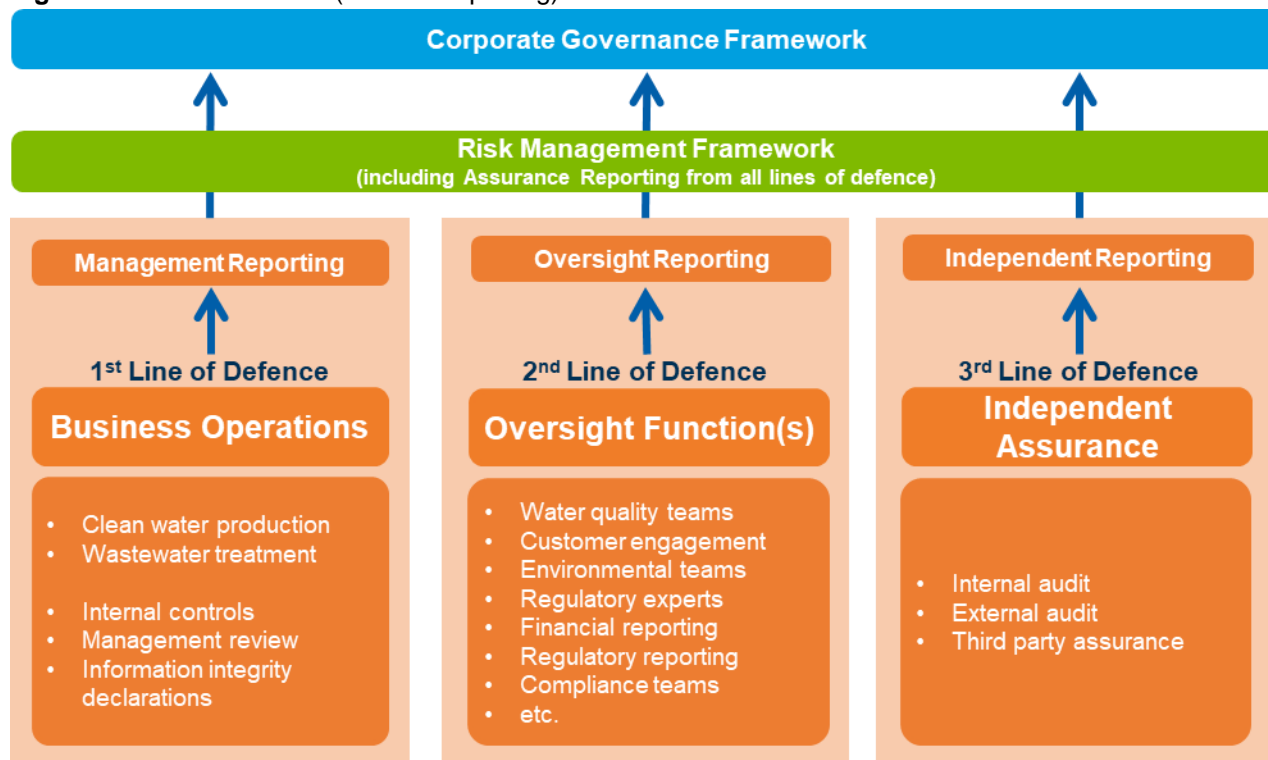 (
Corporate Governance Framework
Risk Management Framework
(including Assurance Reporting from all lines of defence)
Management Reporting
1st Line of Defence
Business Operations
• Clean water production
• Wastewater treatment
• Internal controls
• Management review
• Information integrity
declarations
Oversight Reporting
2nd Line of Defence
Oversight Function(s)
• Water quality teams
• Customer engagement
• Environmental teams
• Regulatory experts
• Financial reporting
• Regulatory reporting
• Compliance teams
• etc.
Independent Reporting
3rd Line of Defence
Independent
Assurance
• Internal audit
• External audit
• Third party assurance